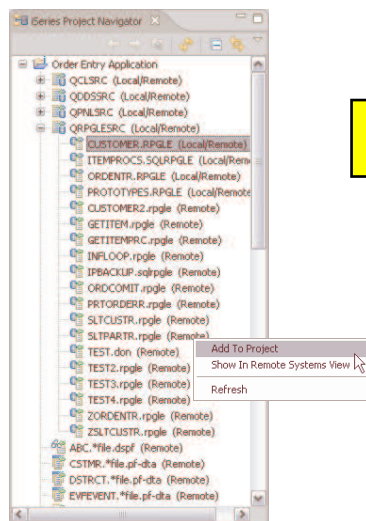 iSeries Project Navigator
Order Entry Application
QCLSRC (Local/Remote)
QDDSSRC (Local/Remote)
QPNLSRC (Local/Remote)
QRPGLESRC (Local/Remote)
CUSTOMER.RPGLE (Local/Remote)
ITEMPROCS.SQLRPGLE (Local/Rem
ORDENTR.RPGLE (Local/Remote)
PROTOTYPES.RPGLE (Local/Remote
CUSTOMER2.rpgle (Remote)
GETITEM.rpgle (Remote)
GETITEMPRC.rpgle (Remote)
INFLOOP.rpgle (Remote)
IPBACKUP.sqlrpgle (Remote)
ORDCOMIT.rpgle (Remote)
PRTORDERR.rpgle (Remote)
SLTCUSTR.rpgle (Remote)
SLTPARTR.rpgle (Remote)
TEST.don (Remote)
Add To Project
TEST2.rpgle (Remote)
Show In Remote Systems View
TEST3.rpgle (Remote)
Refresh
TEST4.rpgle (Remote)
ZORDENTR.rpgle (Remote)
ZSLTCUSTR.rpgle (Remote)
ABC.*file.dspf (Remote)
CSTMR.*file.pf-dta (Remote)
DSTRCT.*file.pf-dta (Remote)
EVFEVENT.*file.pf-dta (Remote)